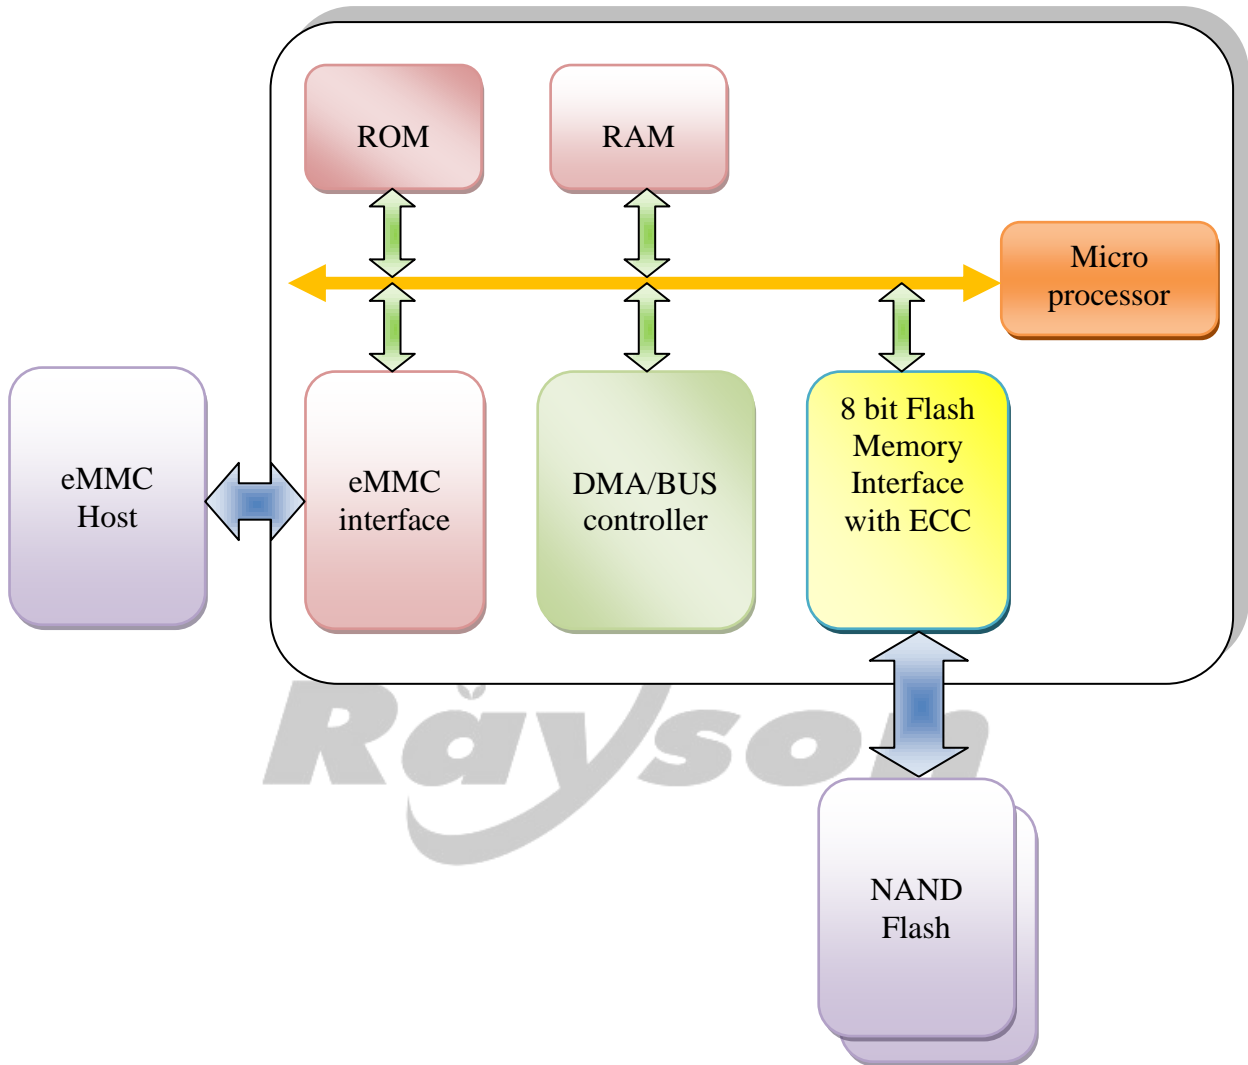 ROM
RAM
Micro
processor
eMMC
Host
eMMC
interface
DMA/BUS
controller
8 bit Flash
Memory
Interface
with ECC
Rayson
NAND
Flash